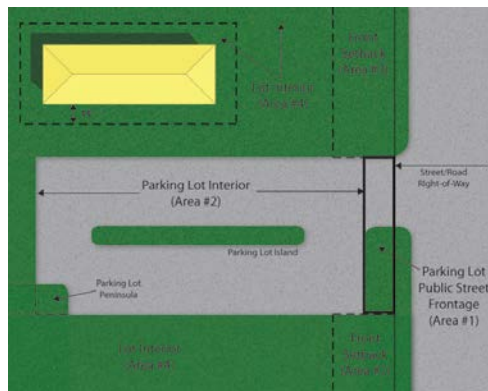 Front
Setback
(Area #3)
Lot Interior
(Area #4)
15'
Street/Road
Right-of-Way
Parking Lot Interior
(Area #2)
Parking Lot Island
Parking Lot
Peninsula
Parking Lot
Public Street
Frontage
(Area #1)
Lot Interior
(Area #4)
Front
Setback